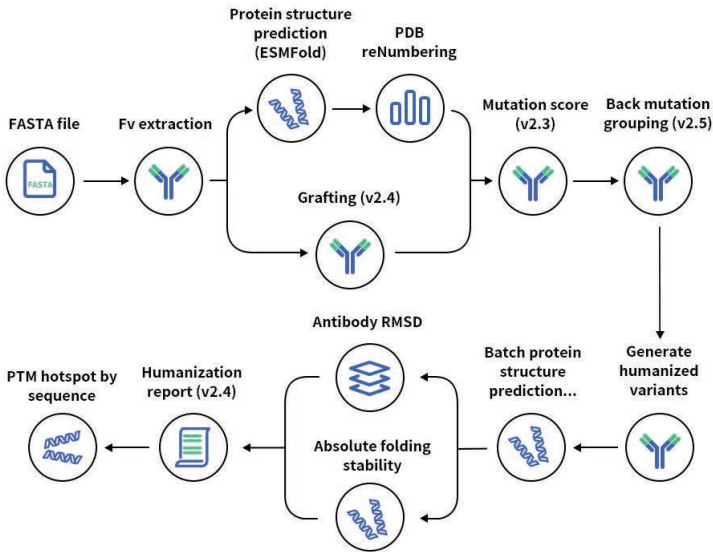 Protein structure
prediction
(ESMFold)
PDB
reNumbering
FASTA file
FASTA
Fv extraction
Grafting (v2.4)
Mutation score
(v2.3)
Back mutation
grouping (v2.5)
Antibody RMSD
PTM hotspot by
sequence
Humanization
report (v2.4)
Absolute folding
stability
Batch protein
structure
prediction...
Generate
humanized
variants